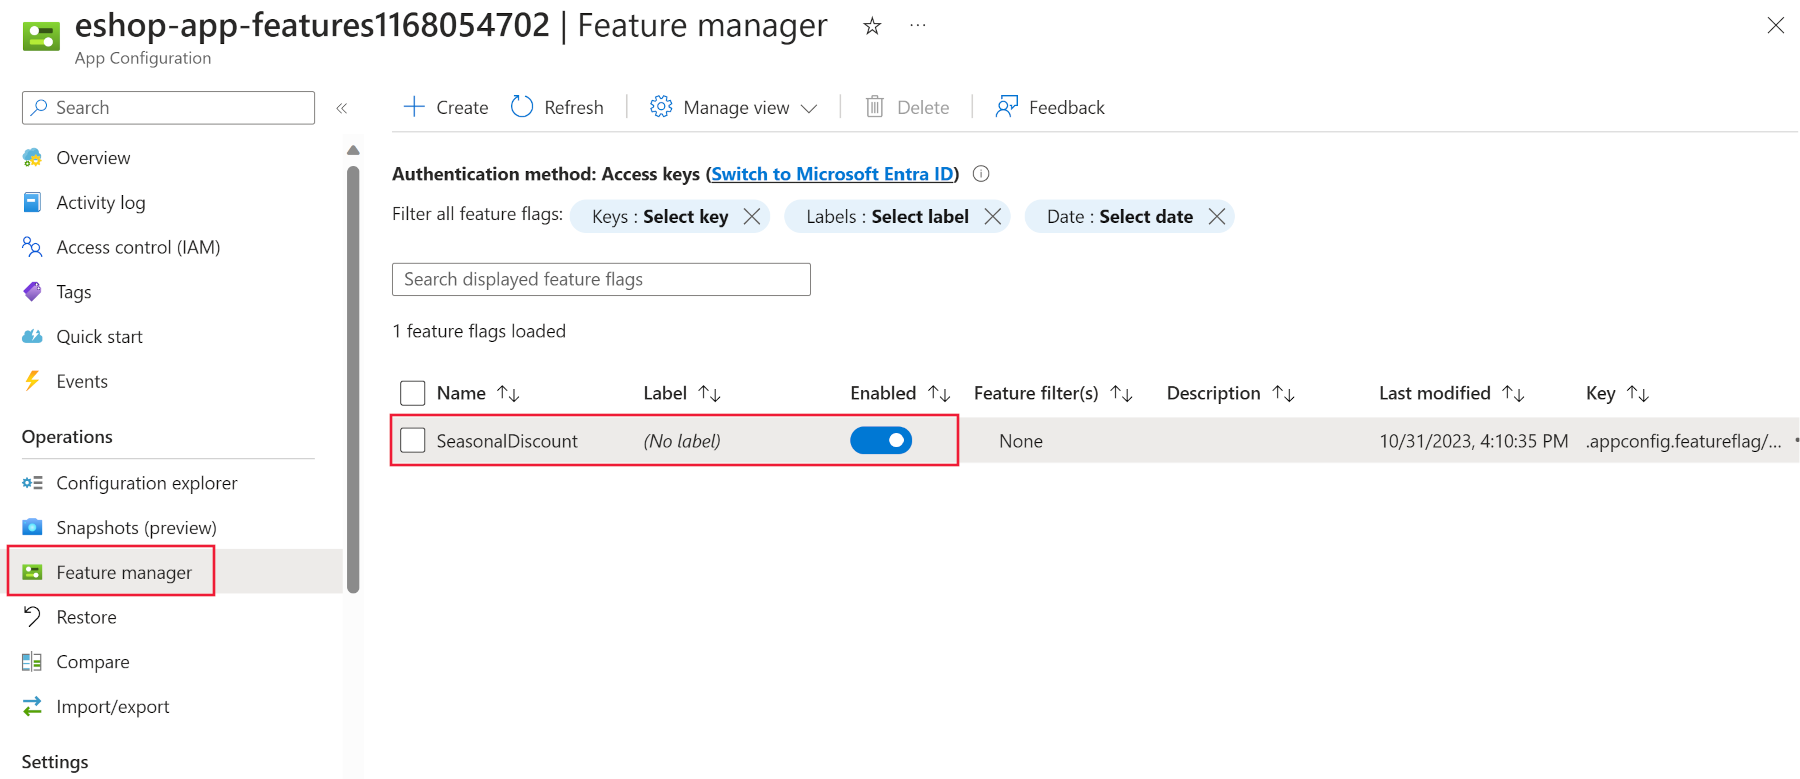 eshop-app-features1168054702 | Feature manager
App Configuration
Search
Overview
Activity log
Access control (IAM)
Tags
Quick start
Events
Operations
Configuration explorer
Snapshots (preview)
Feature manager
Restore
Compare
Import/export
Settings
Create Refresh Manage view Delete Feedback
Authentication method: Access keys (Switch to Microsoft Entra ID)
Filter all feature flags: Keys : Select key Labels : Select label Date : Select date
Search displayed feature flags
1 feature flags loaded
Name Label Enabled Feature filter(s) Description Last modified Key
SeasonalDiscount (No label) None 10/31/2023, 4:10:35 PM .appconfig.featureflag/...